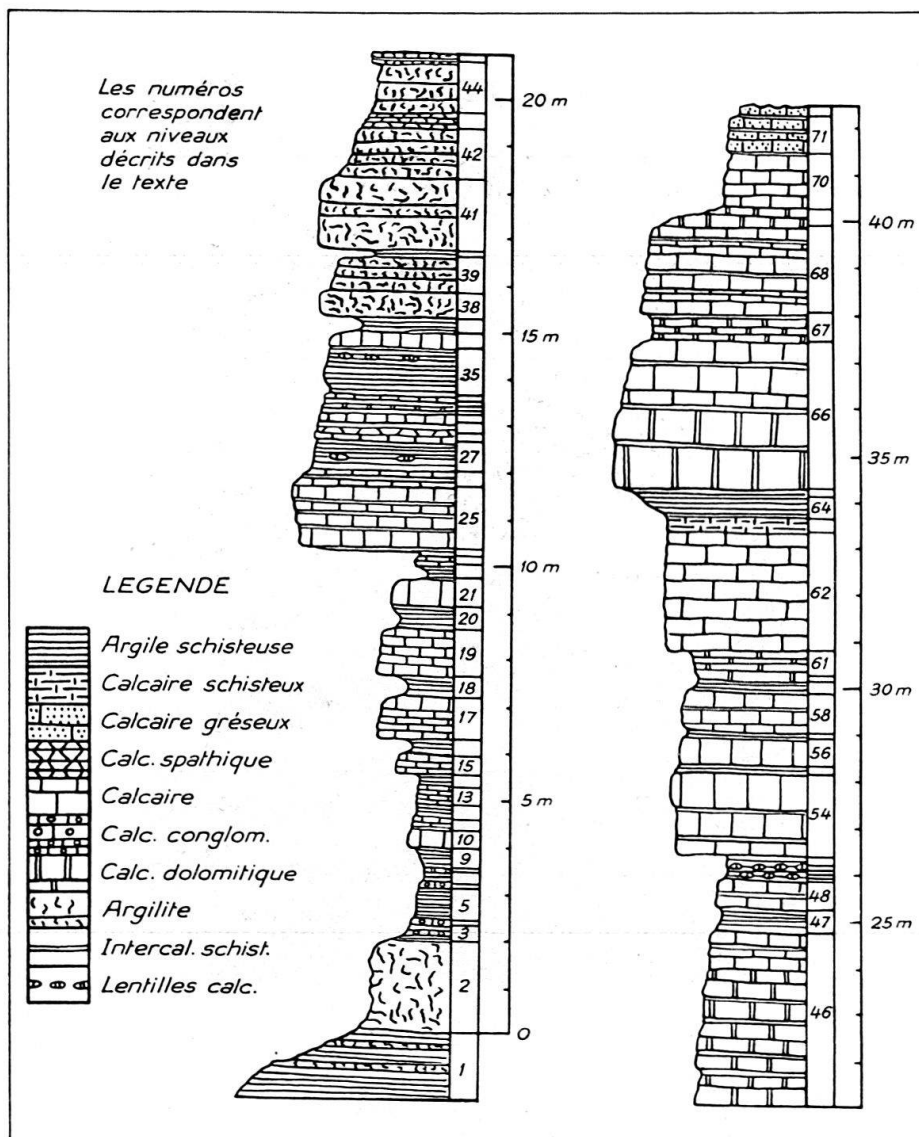 Les numéros
correspondent
aux niveaux
décrits dans
le texte
LEGENDE
Argile schisteuse
Calcaire schisteux
Calcaire gréseux
Calc. spathique
Calcaire
Calc. conglom.
Calc. dolomitique
Argilite
Intercal. schist.
Lentilles calc.
44
42
41
39
38
35
27
25
21
20
19
18
17
15
13
10
9
5
3
2
1
20 m
15 m
10 m
5 m
0
71
70
68
67
66
64
62
61
58
56
54
48
47
46
40 m
35 m
30 m
25 m